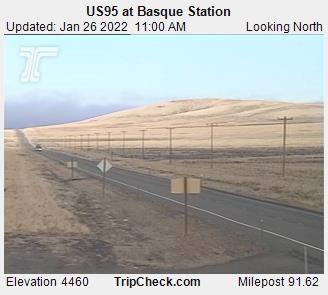 US95 at Basque Station
Updated: Jan 26 2022 11:00 AM Looking North
Elevation 4460 TripCheck.com Milepost 91.62